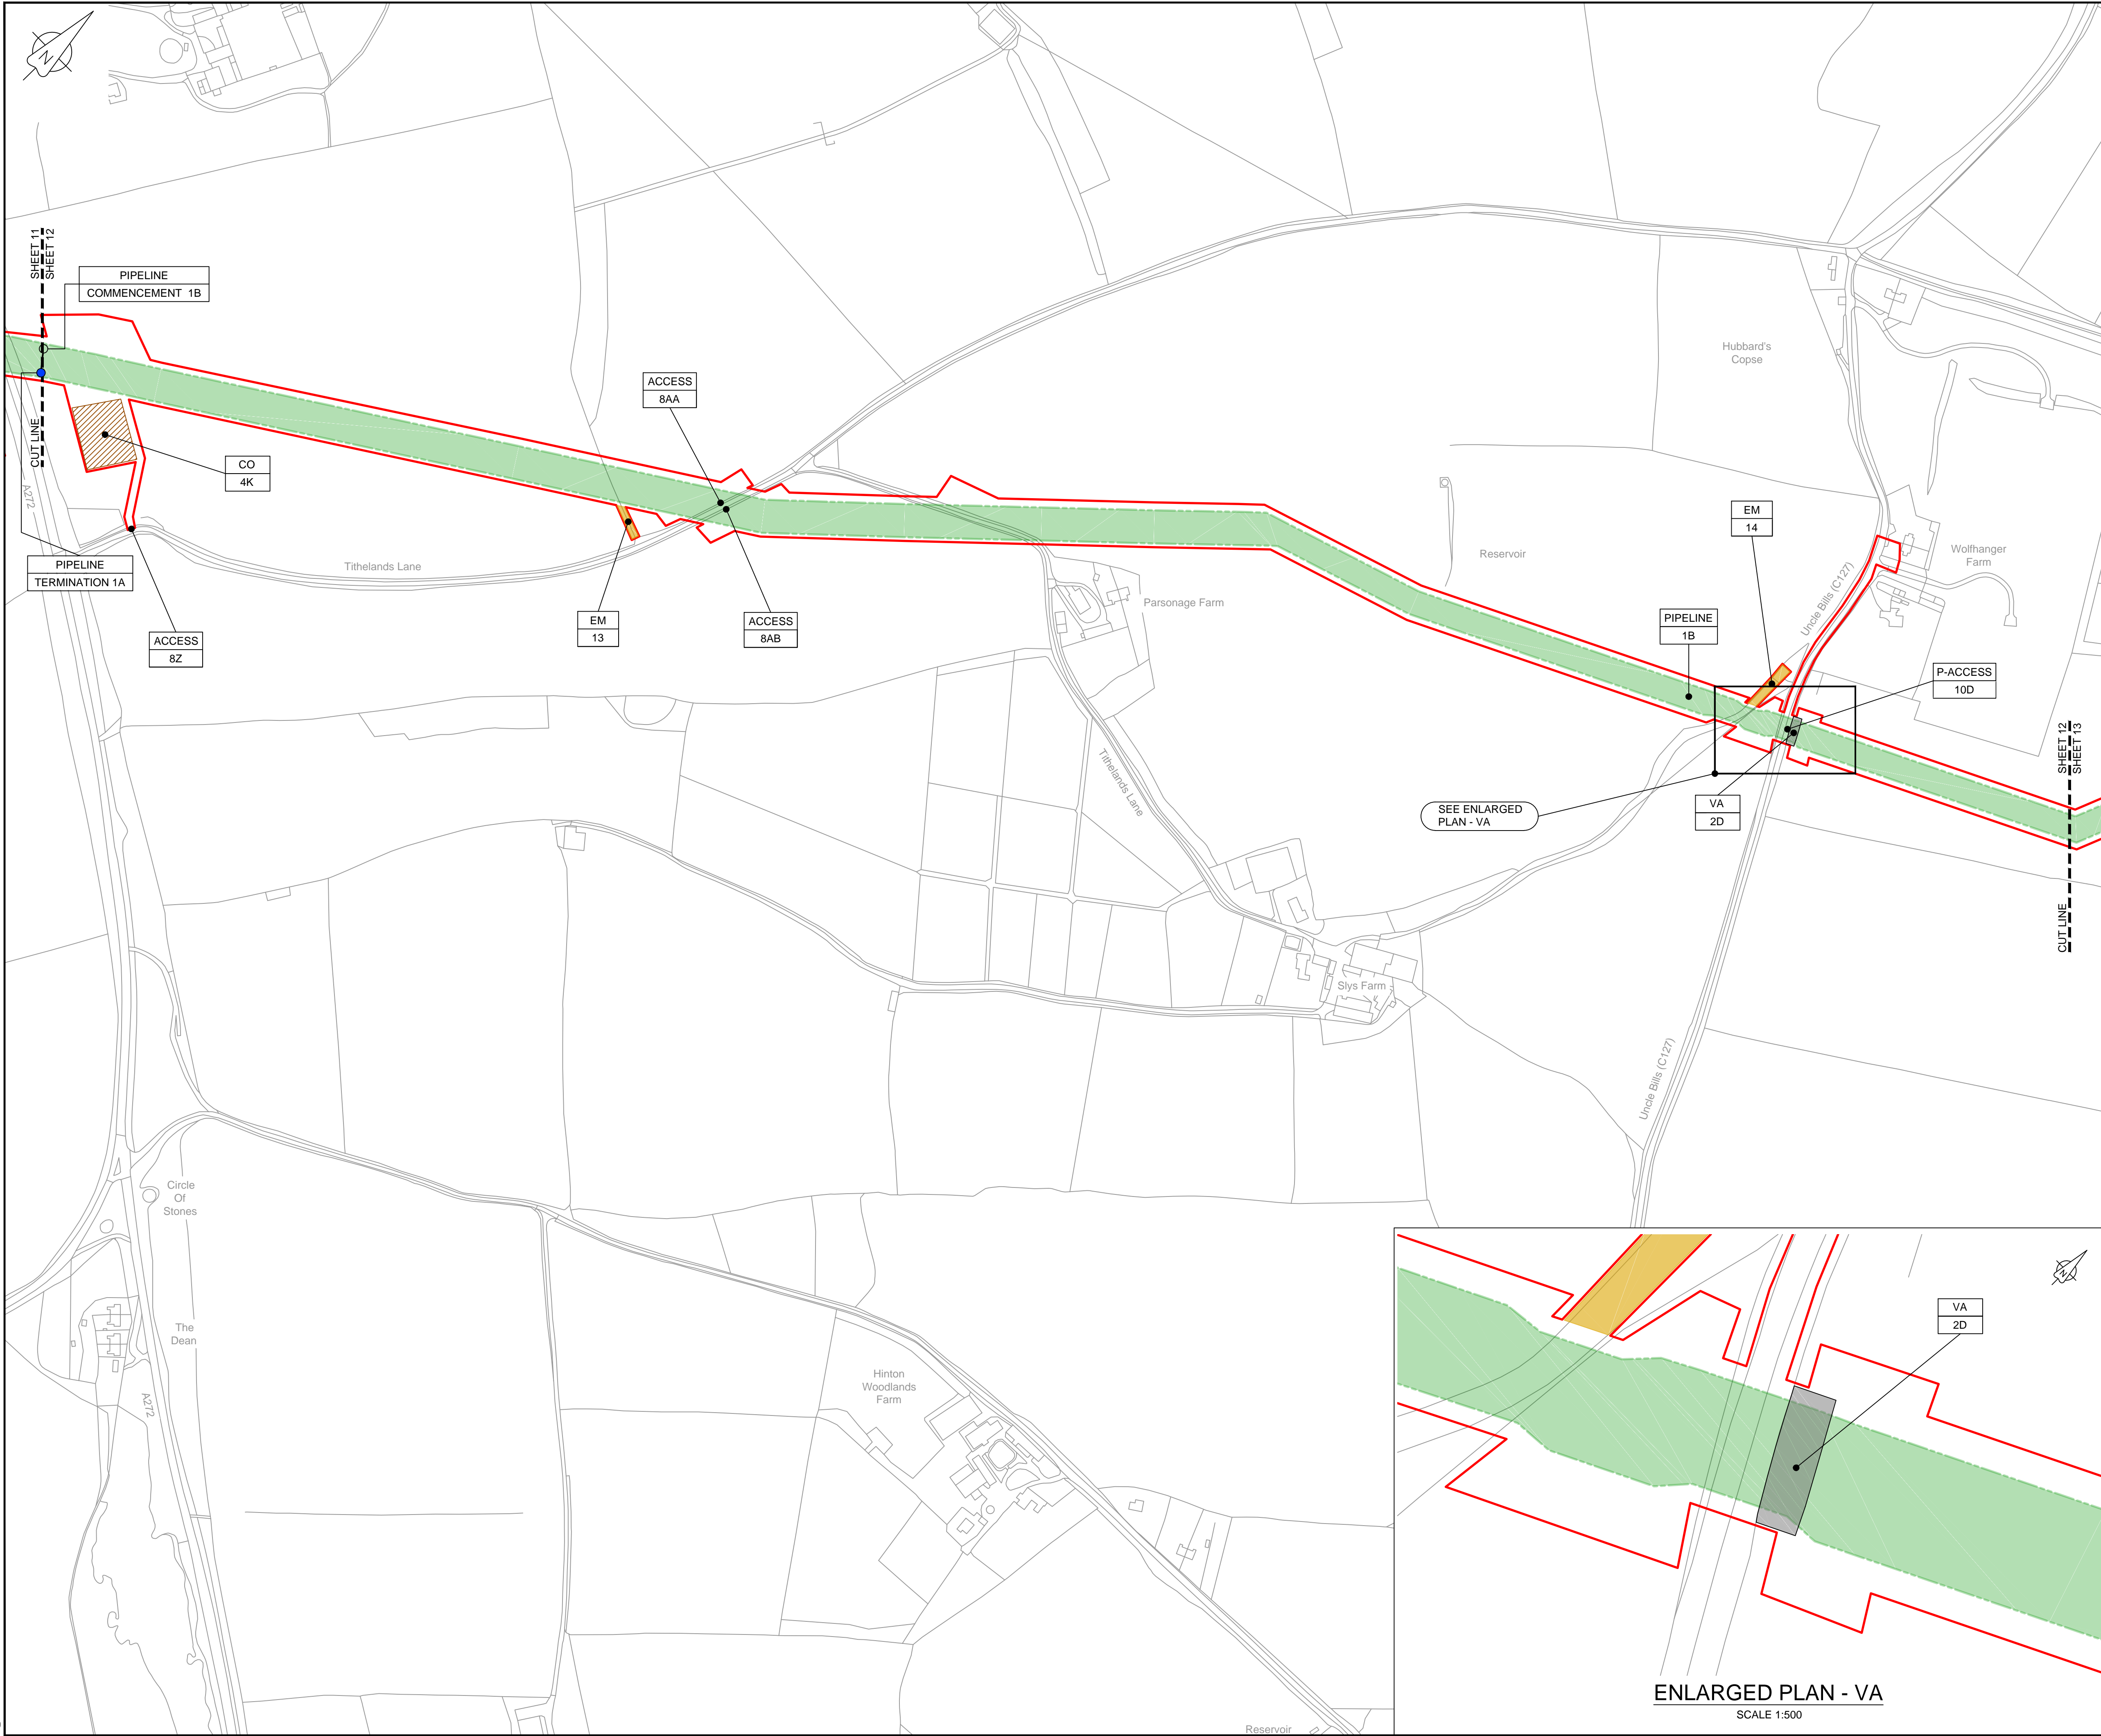 N
SHEET 11
SHEET 12
CUT LINE
PIPELINE
COMMENCEMENT 1B
CO
4K
A272
PIPELINE
TERMINATION 1A
ACCESS
8Z
Tithelands Lane
ACCESS
8AA
EM
13
ACCESS
8AB
Parsonage Farm
Tithelands Lane
Hubbard's
Copse
Reservoir
EM
14
PIPELINE
1B
Uncle Bills (C127)
Wolfhanger
Farm
P-ACCESS
10D
VA
2D
SEE ENLARGED
PLAN - VA
SHEET 12
SHEET 13
CUT LINE
Slys Farm
Uncle Bills (C127)
Circle
Of
Stones
The
Dean
A272
Hinton
Woodlands
Farm
Reservoir
N
VA
2D
ENLARGED PLAN - VA
SCALE 1:500